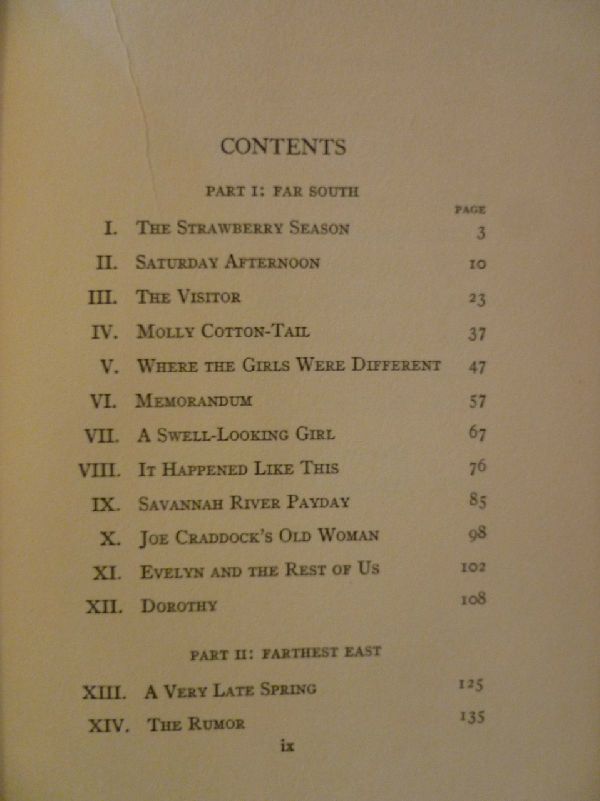 CONTENTS
PART I: FAR SOUTH
PAGE
I. THE STRAWBERRY SEASON 3
II. SATURDAY AFTERNOON 10
III. THE VISITOR 23
IV. MOLLY COTTON-TAIL 37
V. WHERE THE GIRLS WERE DIFFERENT 47
VI. MEMORANDUM 57
VII. A SWELL-LOOKING GIRL 67
VIII. IT HAPPENED LIKE THIS 76
IX. SAVANNAH RIVER PAYDAY 85
X. JOE CRADDOCK'S OLD WOMAN 98
XI. EVELYN AND THE REST OF US 102
XII. DOROTHY 108
PART II: FARTHEST EAST
XIII. A VERY LATE SPRING 125
XIV. THE RUMOR 135
ix